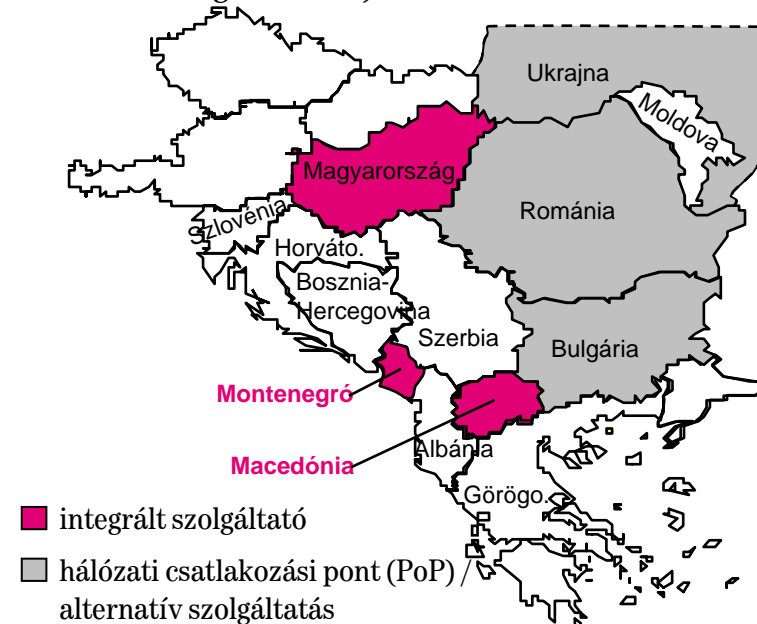 Ukrajna
Moldova
Magyarország
Románia
Szlovénia
Horváto.
Bosznia-
Hercegovina
Szerbia
Bulgária
Montenegró
Albánia
Macedónia
Görögo.
integrált szolgáltató
hálózati csatlakozási pont (PoP) /
alternatív szolgáltatás